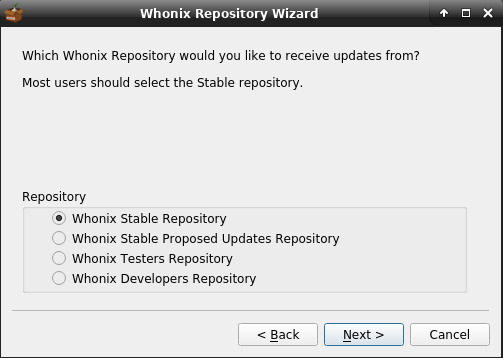 Whonix Repository Wizard
Which Whonix Repository would you like to receive updates from?
Most users should select the Stable repository.
Repository
Whonix Stable Repository
Whonix Stable Proposed Updates Repository
Whonix Testers Repository
Whonix Developers Repository
< Back Next > Cancel